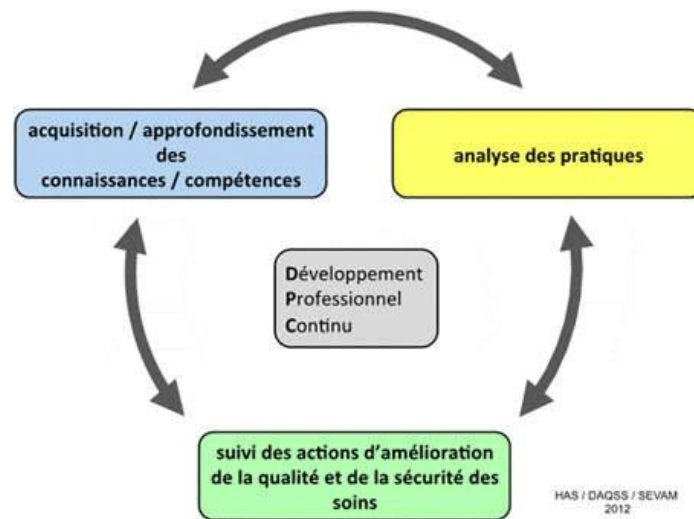 acquisition / approfondissement
des
connaissances / compétences
analyse des pratiques
Développement
Professionnel
Continu
suivi des actions d'amélioration
de la qualité et de la sécurité des
soins
HAS / DAQSS / SEVAM
2012